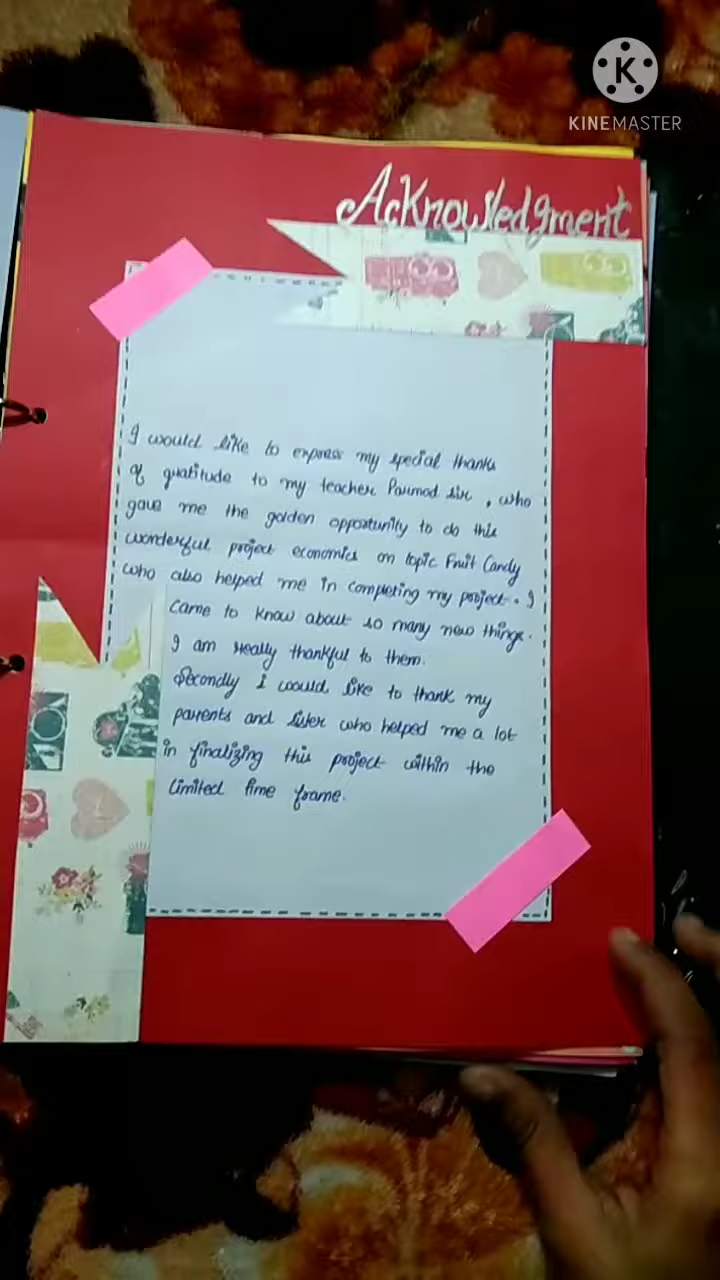 K
KINEMASTER
Acknowledgment
I would like to express my special thanks
of gratitude to my teacher Parmod sir, who
gave me the golden opportunity to do this
wonderful project economics on topic Fruit Candy
who also helped me in competing my project. I
came to know about so many new things.
I am really thankful to them.
Secondly i would like to thank my
parents and sister who helped me a lot
in finalizing this project within the
limited time frame.